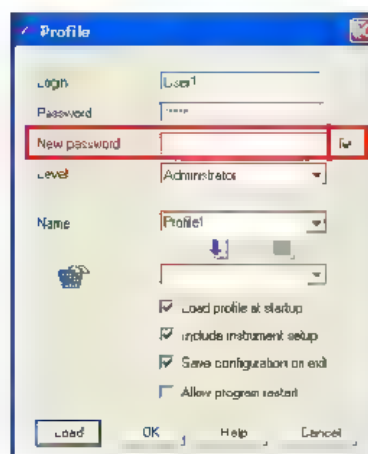 Profile
Login User1
Password ****
New password
Level Administrator
Name Profile1
Load profile at startup
Include instrument setup
Save configuration on exit
Allow program restart
Load OK Help Cancel